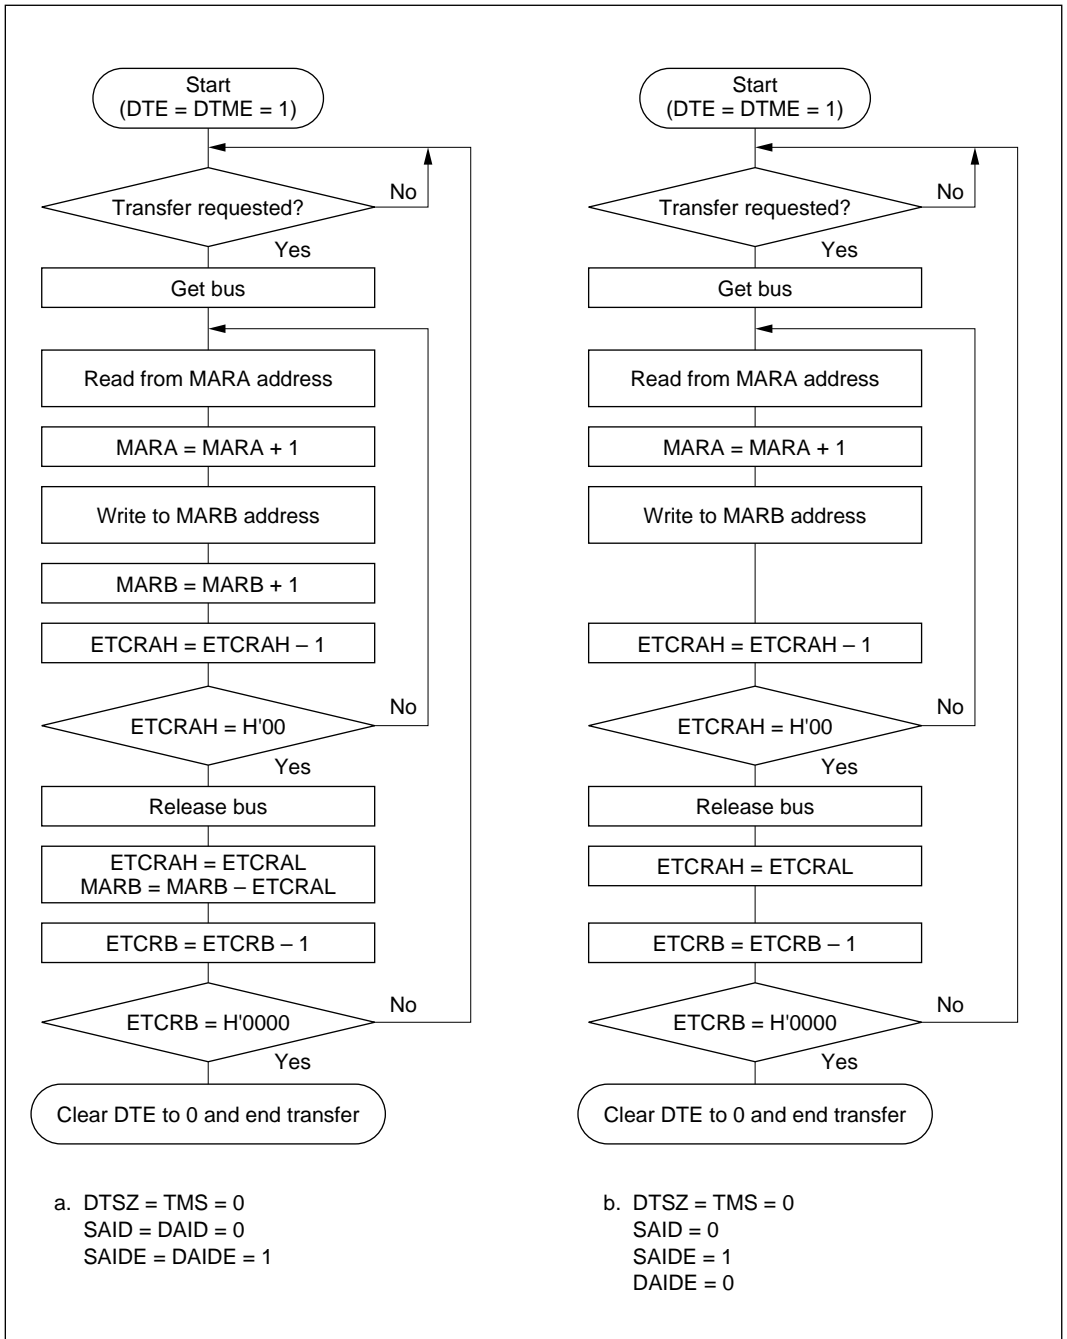 Start
(DTE = DTME = 1)
Transfer requested?
No
Yes
Get bus
Read from MARA address
MARA = MARA + 1
Write to MARB address
MARB = MARB + 1
ETCRAH = ETCRAH – 1
ETCRAH = H'00
No
Yes
Release bus
ETCRAH = ETCRAL
MARB = MARB – ETCRAL
ETCRB = ETCRB – 1
ETCRB = H'0000
No
Yes
Clear DTE to 0 and end transfer
a. DTSZ = TMS = 0
SAID = DAID = 0
SAIDE = DAIDE = 1
Start
(DTE = DTME = 1)
Transfer requested?
No
Yes
Get bus
Read from MARA address
MARA = MARA + 1
Write to MARB address
ETCRAH = ETCRAH – 1
ETCRAH = H'00
No
Yes
Release bus
ETCRAH = ETCRAL
ETCRB = ETCRB – 1
ETCRB = H'0000
No
Yes
Clear DTE to 0 and end transfer
b. DTSZ = TMS = 0
SAID = 0
SAIDE = 1
DAIDE = 0